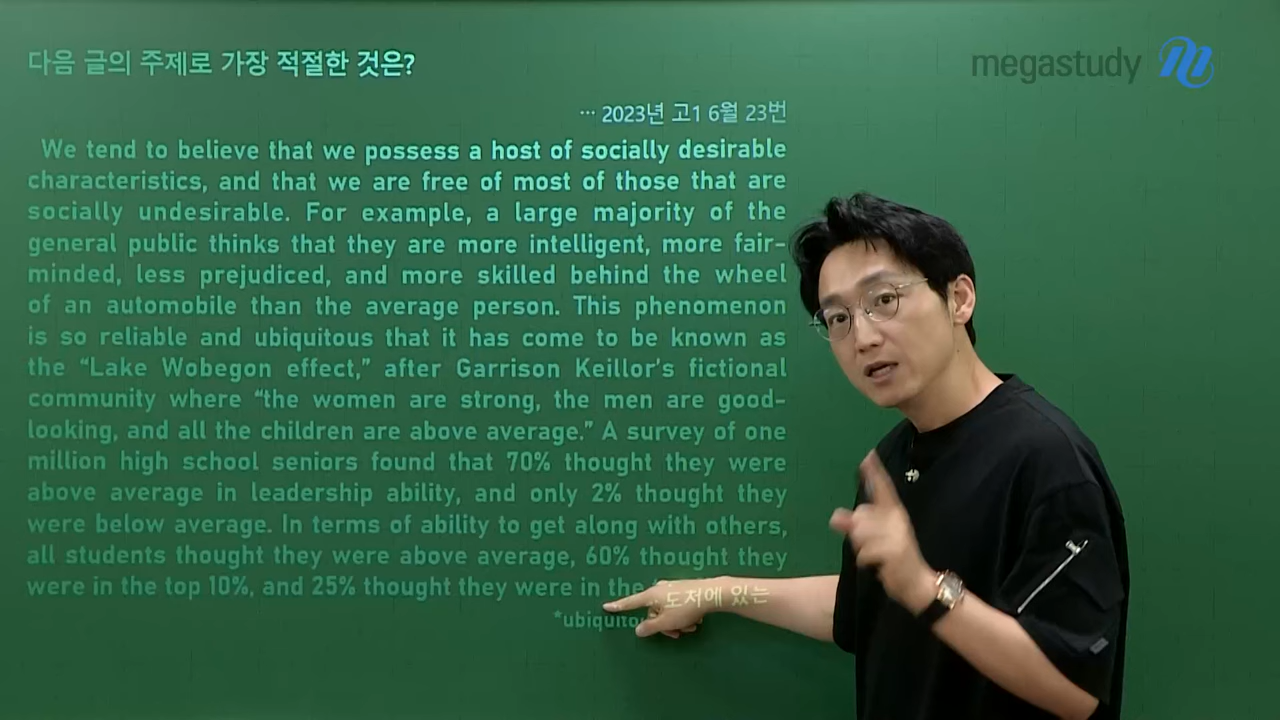 다음 글의 주제로 가장 적절한 것은?
megastudy
··· 2023년 고1 6월 23번
We tend to believe that we possess a host of socially desirable
characteristics, and that we are free of most of those that are
socially undesirable. For example, a large majority of the
general public thinks that they are more intelligent, more fair-
minded, less prejudiced, and more skilled behind the wheel
of an automobile than the average person. This phenomenon
is so reliable and ubiquitous that it has come to be known as
the “Lake Wobegon effect,” after Garrison Keillor’s fictional
community where “the women are strong, the men are good-
looking, and all the children are above average.” A survey of one
million high school seniors found that 70% thought they were
above average in leadership ability, and only 2% thought they
were below average. In terms of ability to get along with others,
all students thought they were above average, 60% thought they
were in the top 10%, and 25% thought they were in the
도처에 있는